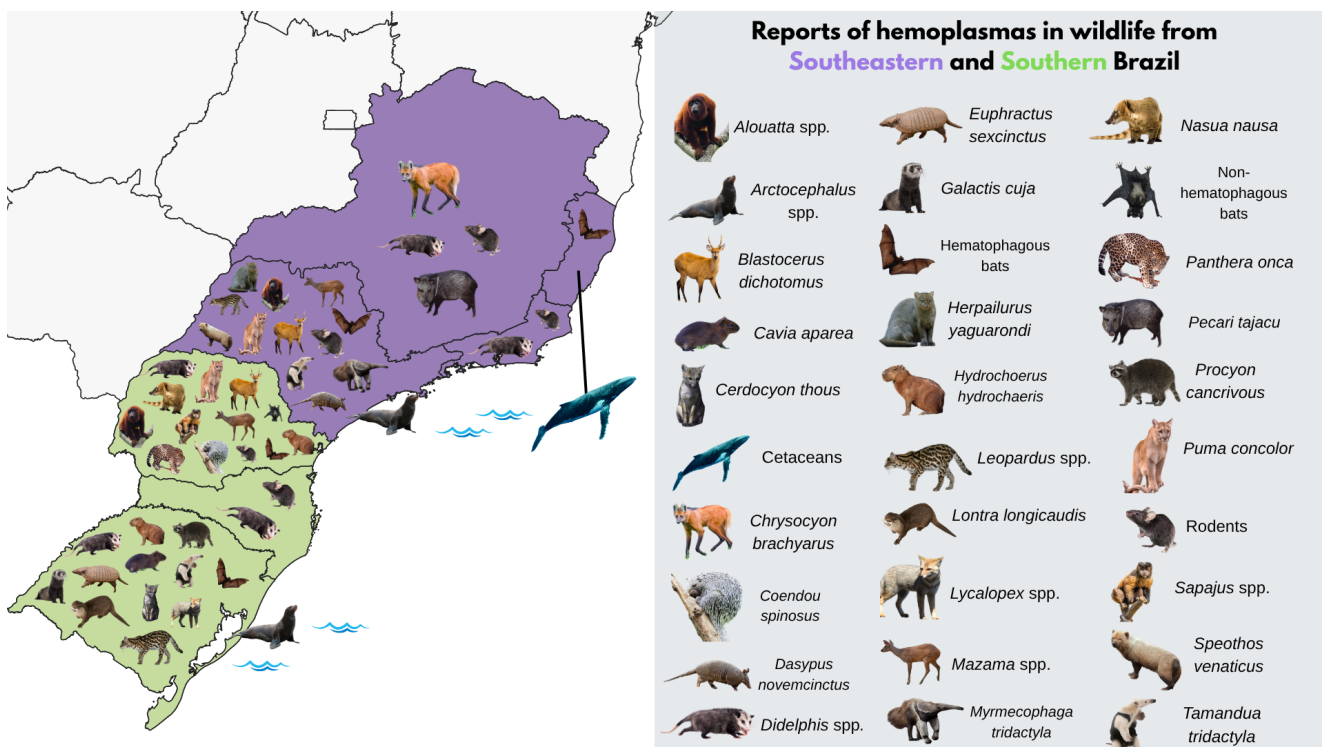 Reports of hemoplasmas in wildlife from
Southeastern and Southern Brazil
Alouatta spp.
Arctocephalus
spp.
Blastocerus
dichotomus
Cavia aparea
Cerdocyon thous
Cetaceans
Chrysocyon
brachyarus
Coendou
spinosus
Dasypus
novemcinctus
Didelphis spp.
Euphractus
sexcinctus
Galactis cuja
Hematophagous
bats
Herpailurus
yaguarondi
Hydrochoerus
hydrochaeris
Leopardus spp.
Lontra longicaudis
Lycalopex spp.
Mazama spp.
Myrmecophaga
tridactyla
Nasua nausa
Non-
hematophagous
bats
Panthera onca
Pecari tajacu
Procyon
cancrivous
Puma concolor
Rodents
Sapajus spp.
Speothos
venaticus
Tamandua
tridactyla